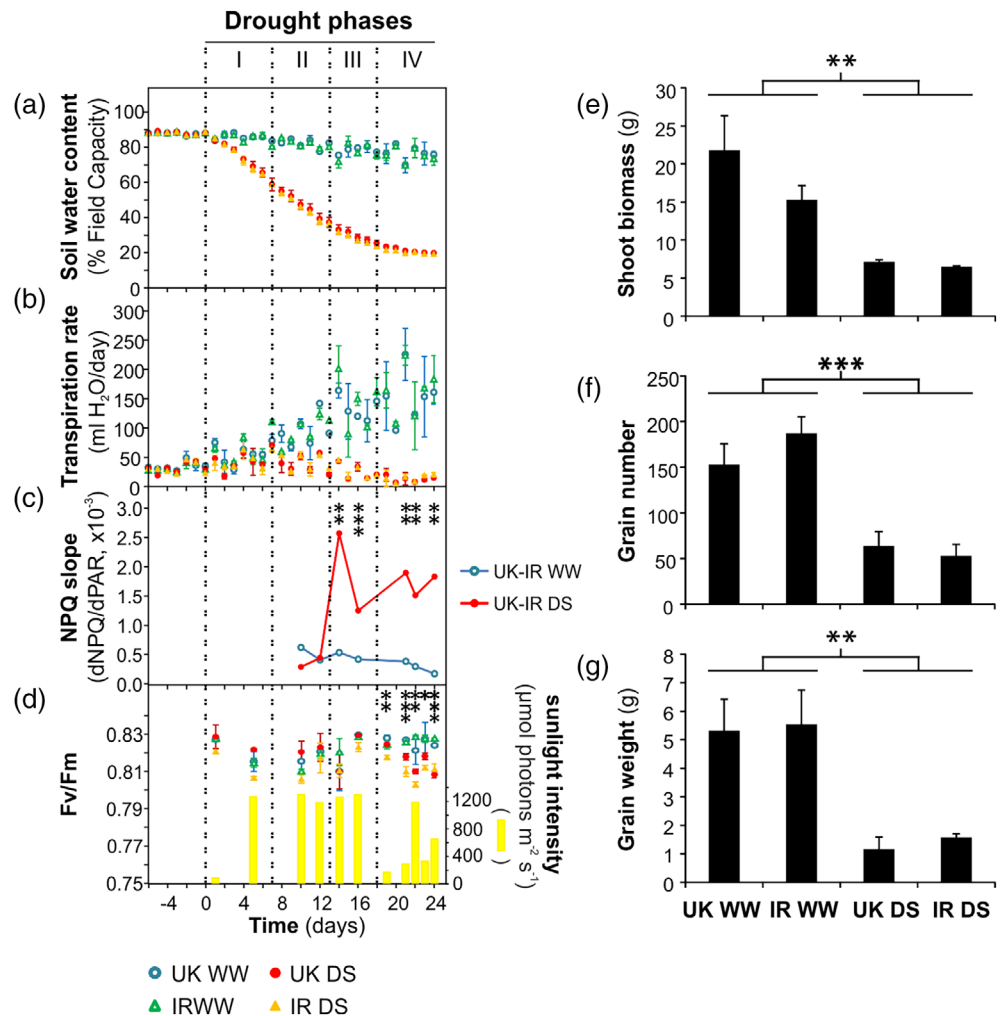 Drought phases
I II III IV
(a)
Soil water content
(% Field Capacity)
100
80
60
40
20
0
(b)
Transpiration rate
(ml H₂O/day)
300
250
200
150
100
50
0
(c)
NPQ slope
(dNPQ/dPAR, x10⁻³)
3.0
2.5
2.0
1.5
1.0
0.5
0.0
** *** ** ** **
UK-IR WW
UK-IR DS
(d)
Fv/Fm
0.83
0.81
0.79
0.77
0.75
** *** ** * ***
sunlight intensity
(μmol photons m⁻² s⁻¹)
( )
1200
800
400
0
-4 0 4 8 12 16 20 24
Time (days)
UK WW UK DS
IRWW IR DS
(e)
Shoot biomass (g)
30
25
20
15
10
5
0
**
(f)
Grain number
250
200
150
100
50
0
***
(g)
Grain weight (g)
8
7
6
5
4
3
2
1
0
**
UK WW IR WW UK DS IR DS